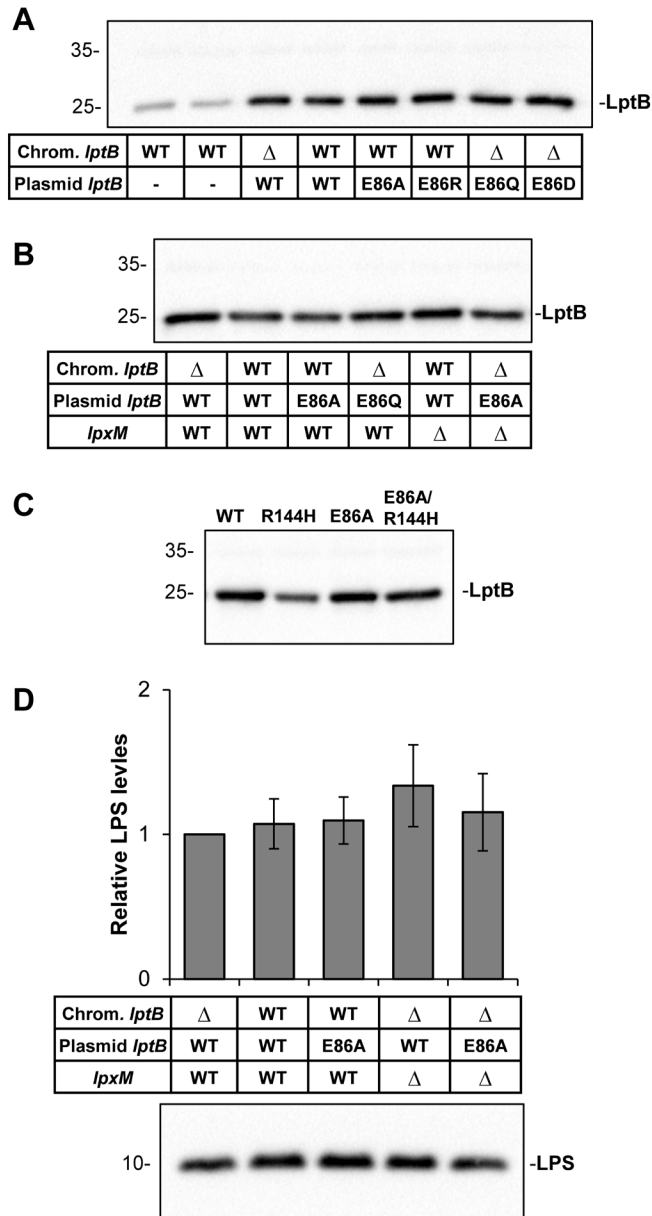 A
35-
25-
-LptB
Chrom. lptB WT WT Δ WT WT WT Δ Δ
Plasmid lptB - - WT WT E86A E86R E86Q E86D
B
35-
25-
-LptB
Chrom. lptB Δ WT WT Δ WT Δ
Plasmid lptB WT WT E86A E86Q WT E86A
lpxM WT WT WT WT Δ Δ
C
WT R144H E86A E86A/
R144H
35-
25-
-LptB
D
Relative LPS levles
2
1
0
Chrom. lptB Δ WT WT Δ Δ
Plasmid lptB WT WT E86A WT E86A
lpxM WT WT WT Δ Δ
10-
-LPS